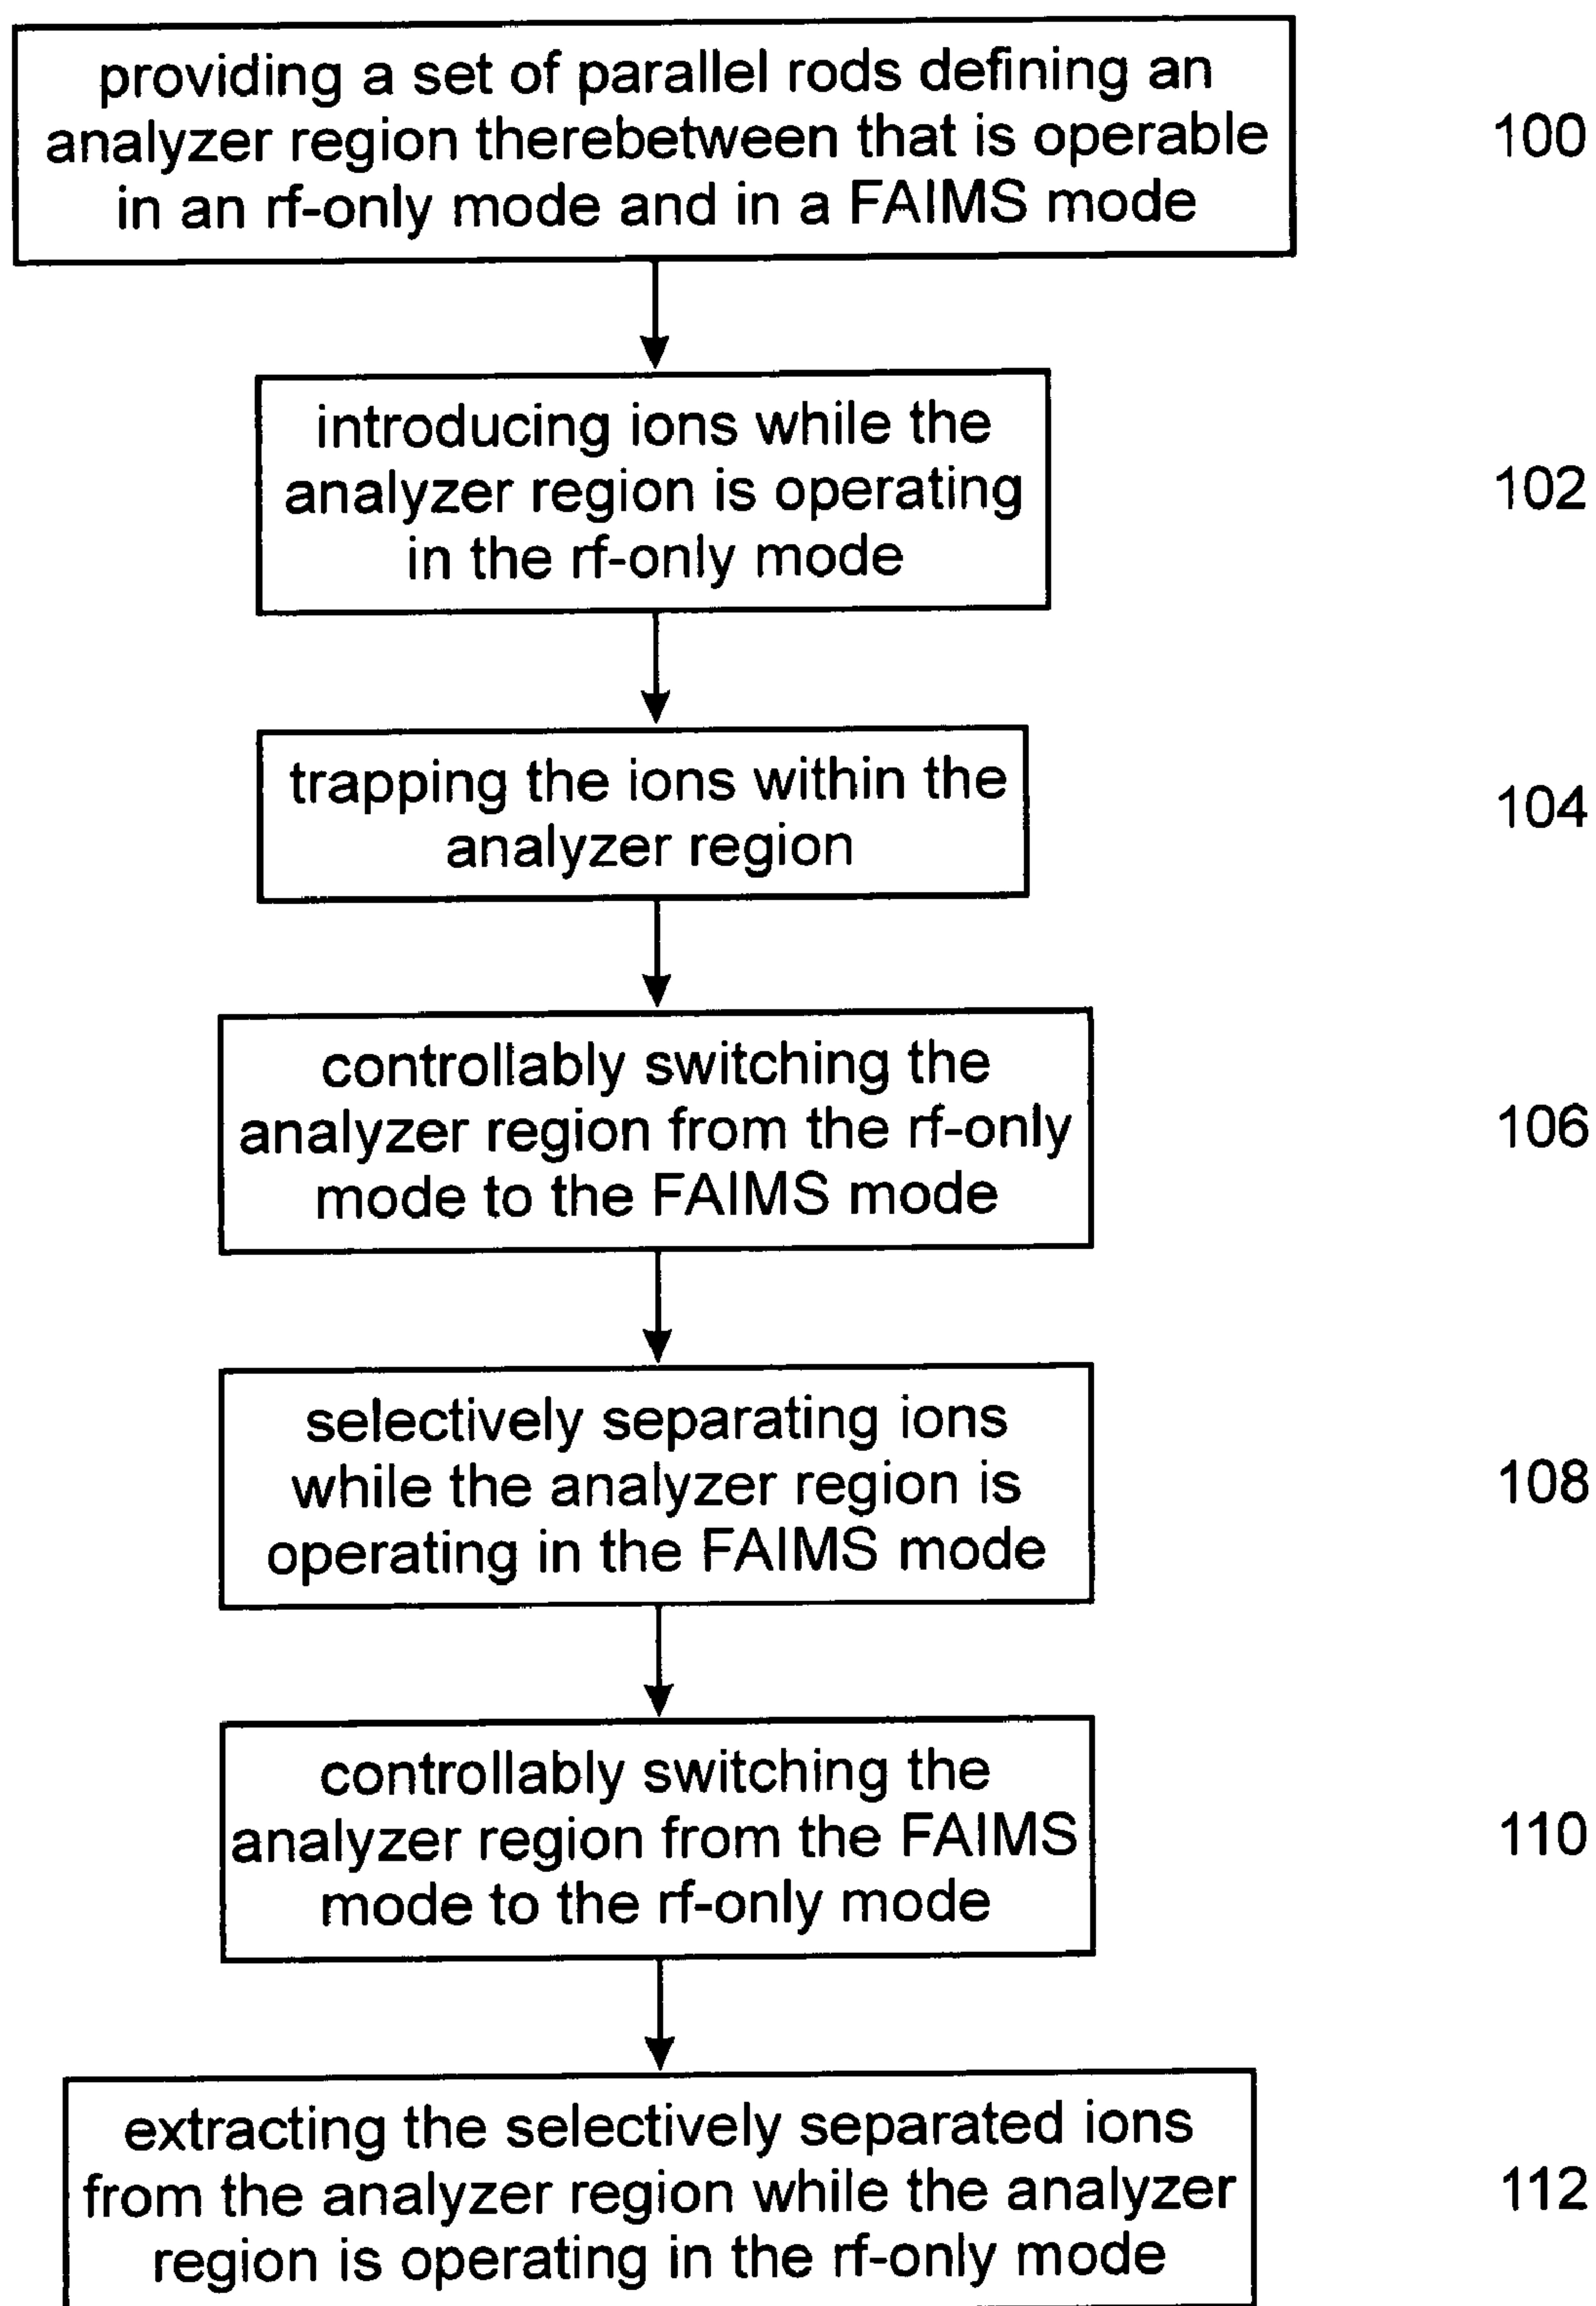 providing a set of parallel rods defining an
analyzer region therebetween that is operable
in an rf-only mode and in a FAIMS mode
100
introducing ions while the
analyzer region is operating
in the rf-only mode
102
trapping the ions within the
analyzer region
104
controllably switching the
analyzer region from the rf-only
mode to the FAIMS mode
106
selectively separating ions
while the analyzer region is
operating in the FAIMS mode
108
controllably switching the
analyzer region from the FAIMS
mode to the rf-only mode
110
extracting the selectively separated ions
from the analyzer region while the analyzer
region is operating in the rf-only mode
112